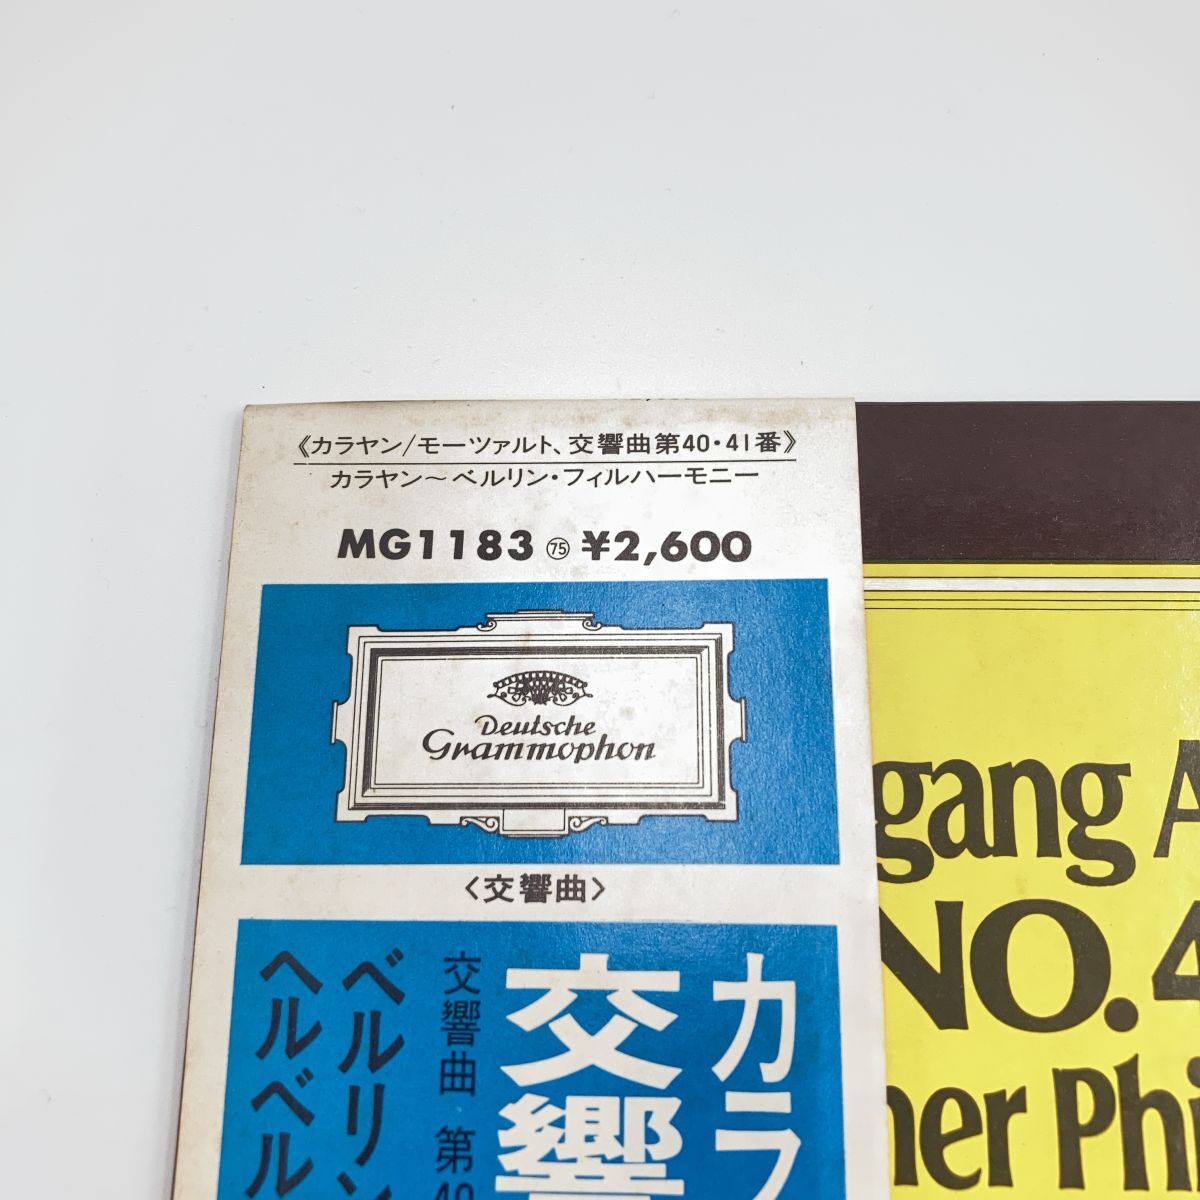 《カラヤン/モーツァルト、交響曲第40・41番》
カラヤン〜ベルリン・フィルハーモニー
MG1183 ㊆ ¥2,600
Deutsche
Grammophon
〈交響曲〉
カラ
交響
交響曲 第40
ベルリン
ヘルベル
gang A
NO.4
ner Phi